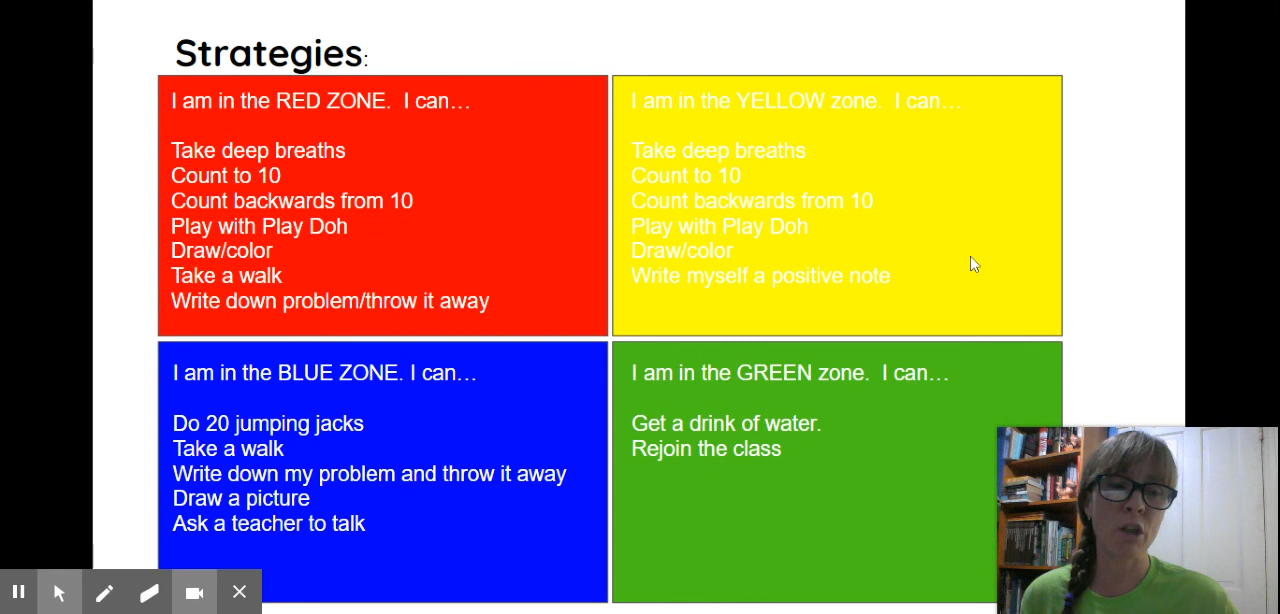 Strategies:
I am in the RED ZONE.  I can…
Take deep breaths
Count to 10
Count backwards from 10
Play with Play Doh
Draw/color
Take a walk
Write down problem/throw it away
I am in the YELLOW zone.  I can…
Take deep breaths
Count to 10
Count backwards from 10
Play with Play Doh
Draw/color
Write myself a positive note
I am in the BLUE ZONE. I can…
Do 20 jumping jacks
Take a walk
Write down my problem and throw it away
Draw a picture
Ask a teacher to talk
I am in the GREEN zone.  I can…
Get a drink of water.
Rejoin the class